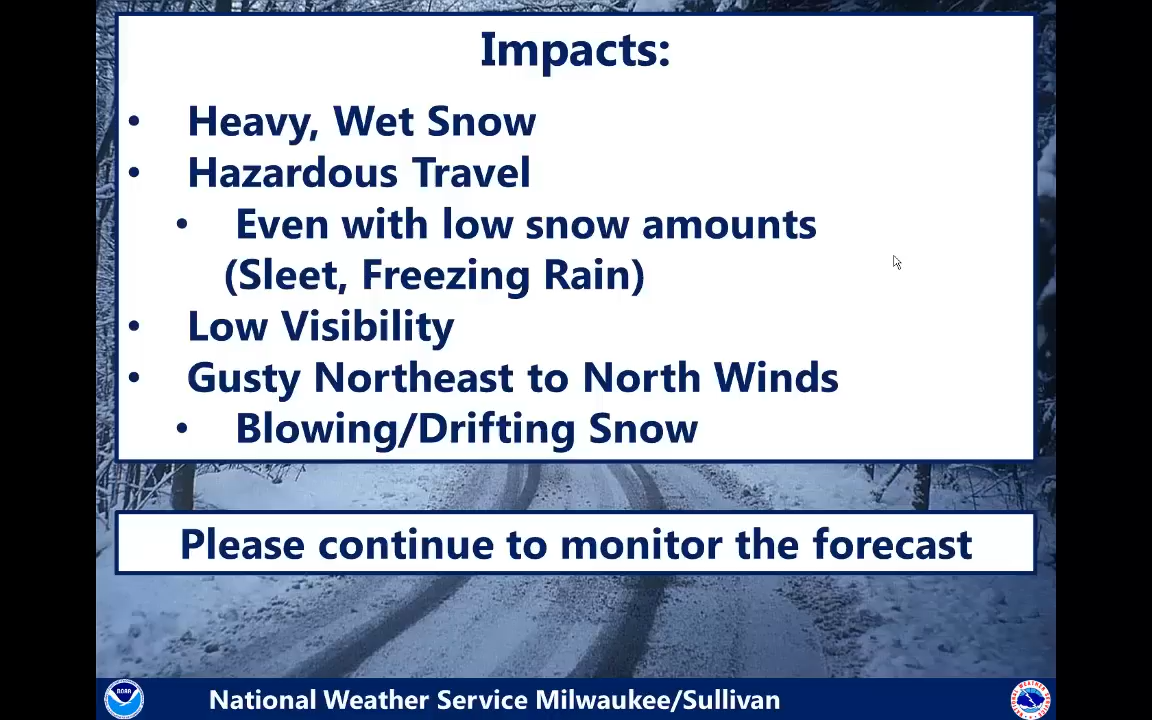 Impacts:
• Heavy, Wet Snow
• Hazardous Travel
• Even with low snow amounts
(Sleet, Freezing Rain)
• Low Visibility
• Gusty Northeast to North Winds
• Blowing/Drifting Snow
Please continue to monitor the forecast
NOAA
National Weather Service Milwaukee/Sullivan